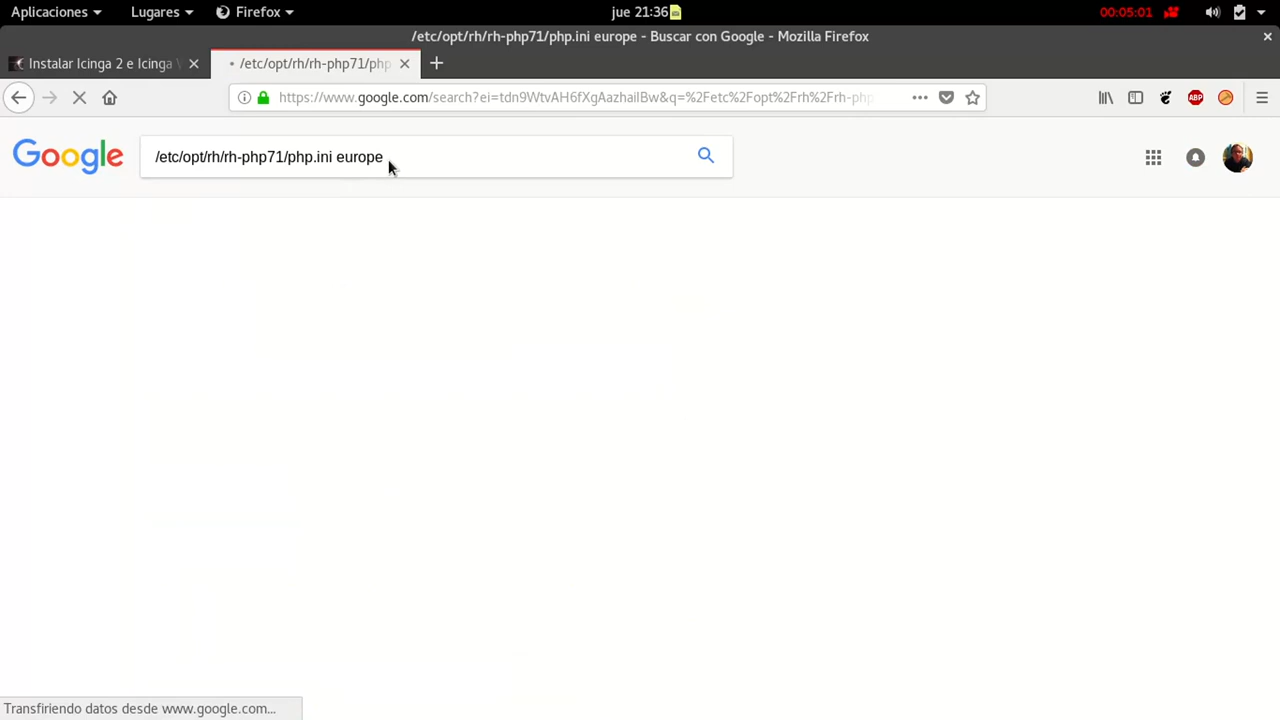 Aplicaciones Lugares Firefox jue 21:36 00:05:01
/etc/opt/rh/rh-php71/php.ini europe - Buscar con Google - Mozilla Firefox
Instalar Icinga 2 e Icinga /etc/opt/rh/rh-php71/php
https://www.google.com/search?ei=tdn9WtvAH6fXgAazhailBw&q=%2Fetc%2Fopt%2Frh%2Frh-php ABP
Google /etc/opt/rh/rh-php71/php.ini europe
Transfiriendo datos desde www.google.com...